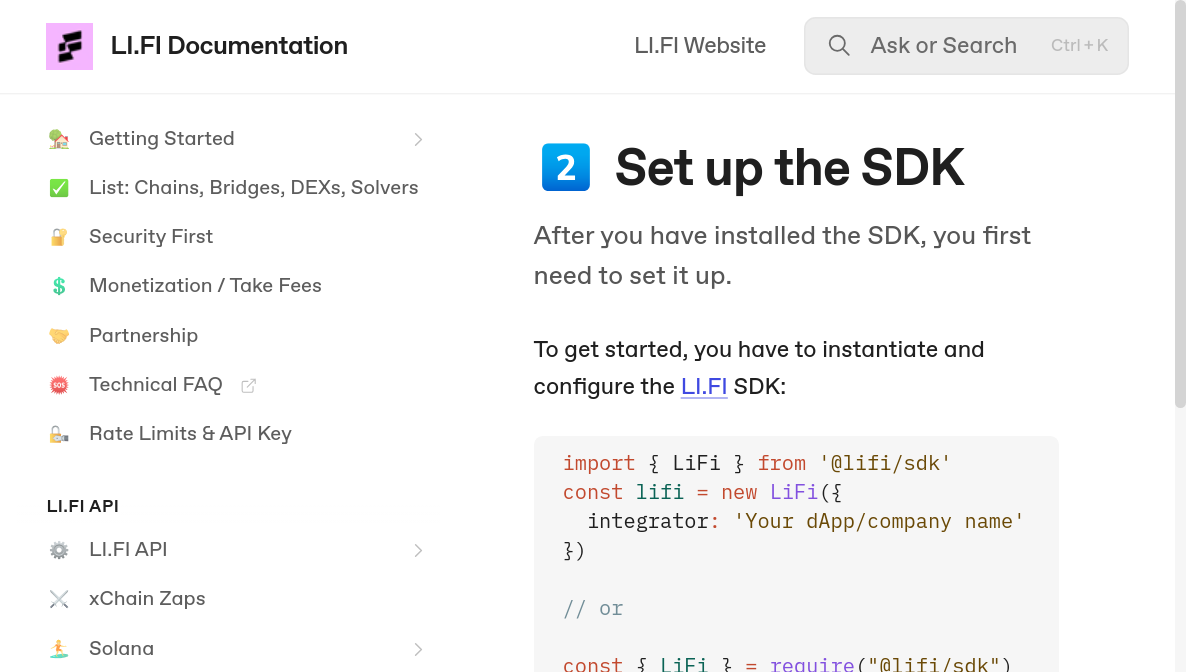 LI.FI Documentation
LI.FI Website
Ask or Search
Ctrl + K
Getting Started
List: Chains, Bridges, DEXs, Solvers
Security First
Monetization / Take Fees
Partnership
Technical FAQ
Rate Limits & API Key
LI.FI API
LI.FI API
xChain Zaps
Solana
2 Set up the SDK
After you have installed the SDK, you first
need to set it up.
To get started, you have to instantiate and
configure the LI.FI SDK:
import { LiFi } from '@lifi/sdk'
const lifi = new LiFi({
  integrator: 'Your dApp/company name'
})
// or
const { LiFi } = require("@lifi/sdk")